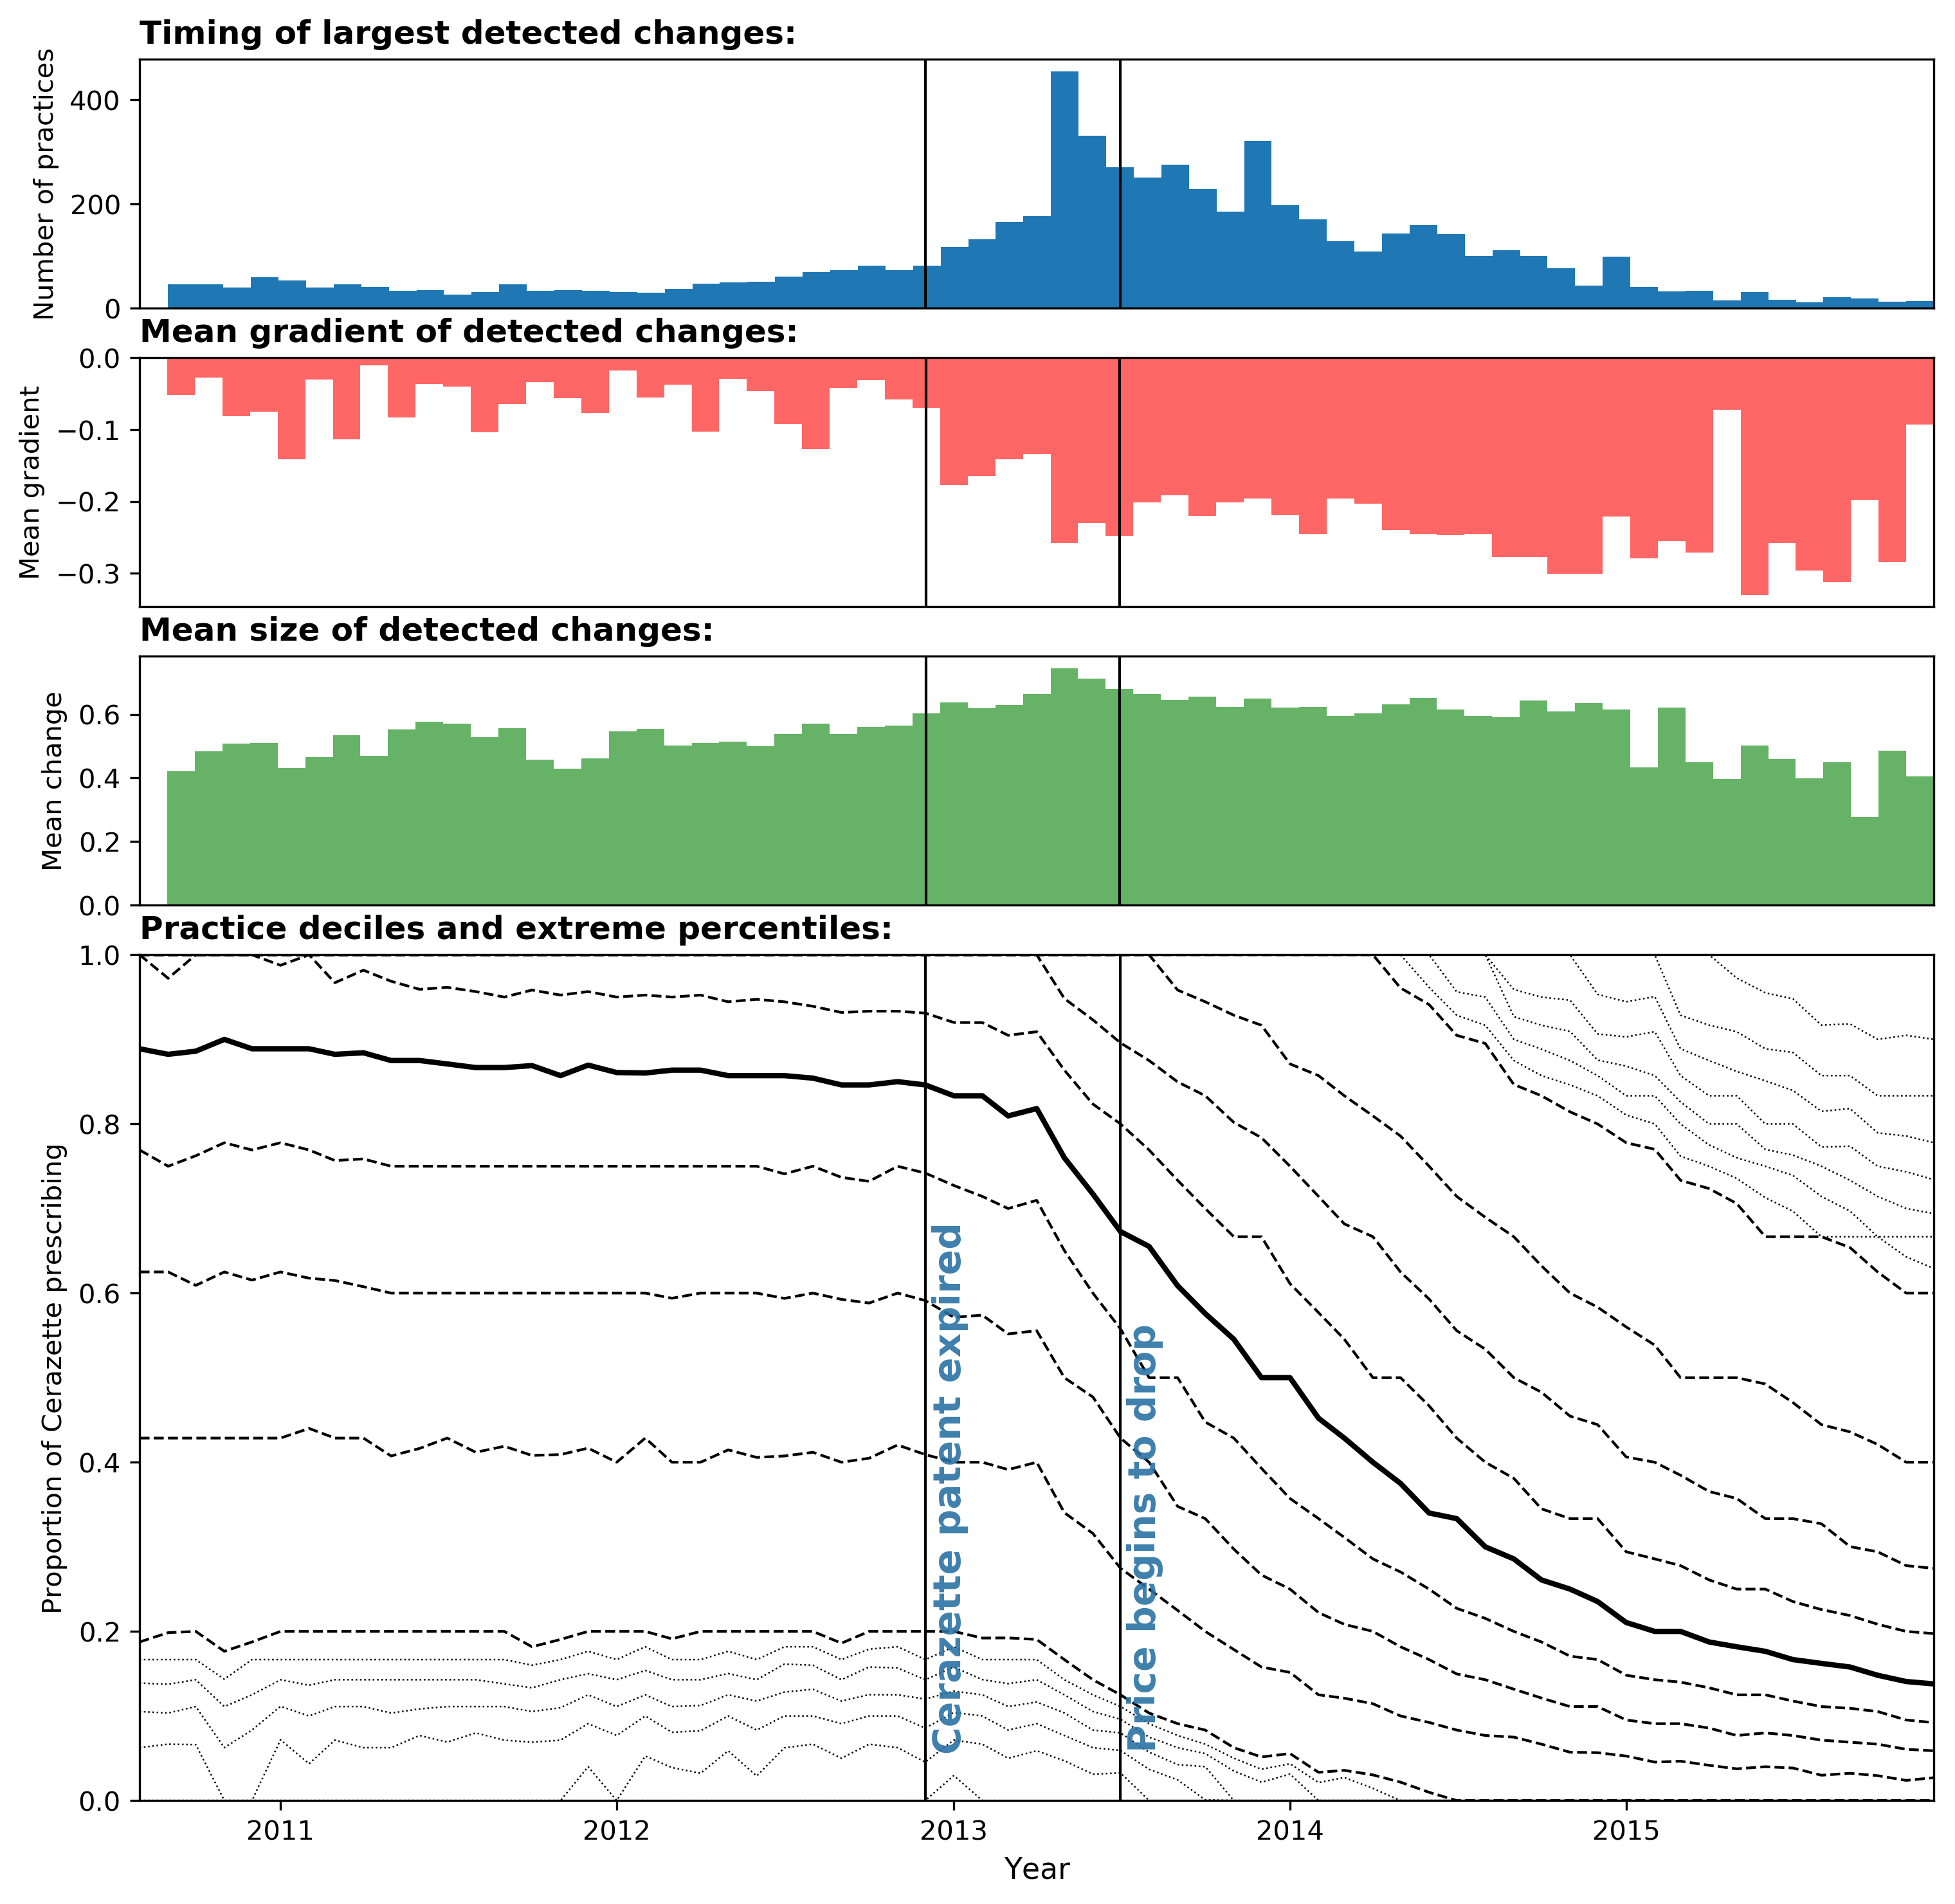 Timing of largest detected changes:
Number of practices
400
200
0
Mean gradient of detected changes:
Mean gradient
0.0
−0.1
−0.2
−0.3
Mean size of detected changes:
Mean change
0.6
0.4
0.2
0.0
Practice deciles and extreme percentiles:
Proportion of Cerazette prescribing
1.0
0.8
0.6
0.4
0.2
0.0
Cerazette patent expired
Price begins to drop
2011 2012 2013 2014 2015
Year